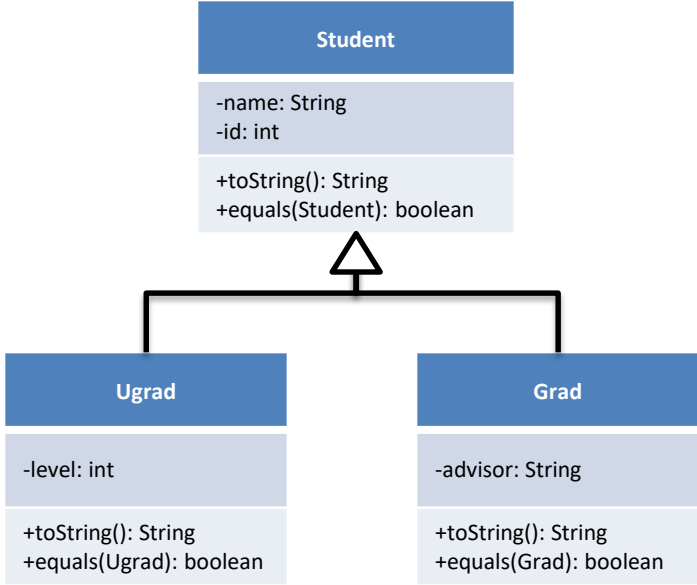 Student
-name: String
-id: int
+toString(): String
+equals(Student): boolean
Ugrad
-level: int
+toString(): String
+equals(Ugrad): boolean
Grad
-advisor: String
+toString(): String
+equals(Grad): boolean